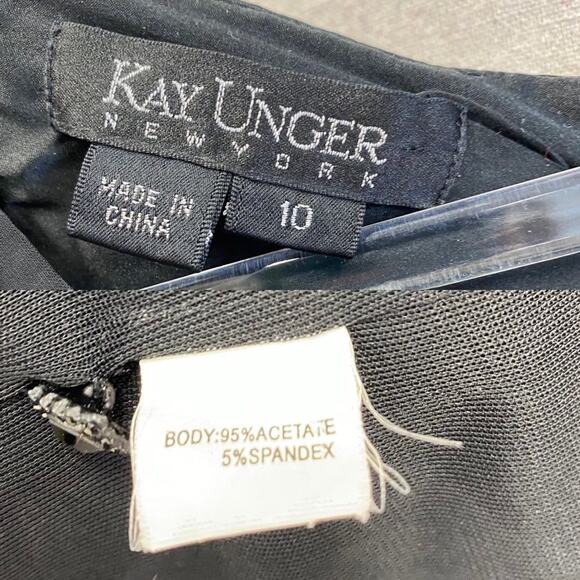 KAY UNGER
NEW YORK
MADE IN
CHINA
10
BODY:95%ACETATE
5%SPANDEX